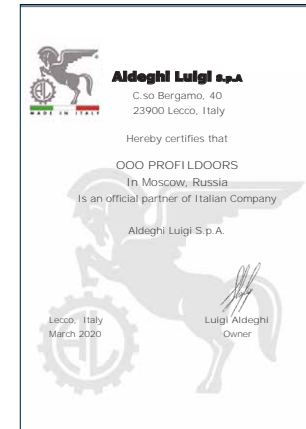 AL
MADE IN ITALY
Aldeghi Luigi S.p.A
C.so Bergamo, 40
23900 Lecco, Italy
Hereby certifies that
OOO PROFILDOORS
In Moscow, Russia
Is an official partner of Italian Company
Aldeghi Luigi S.p.A.
Lecco, Italy
March 2020
Luigi Aldeghi
Owner